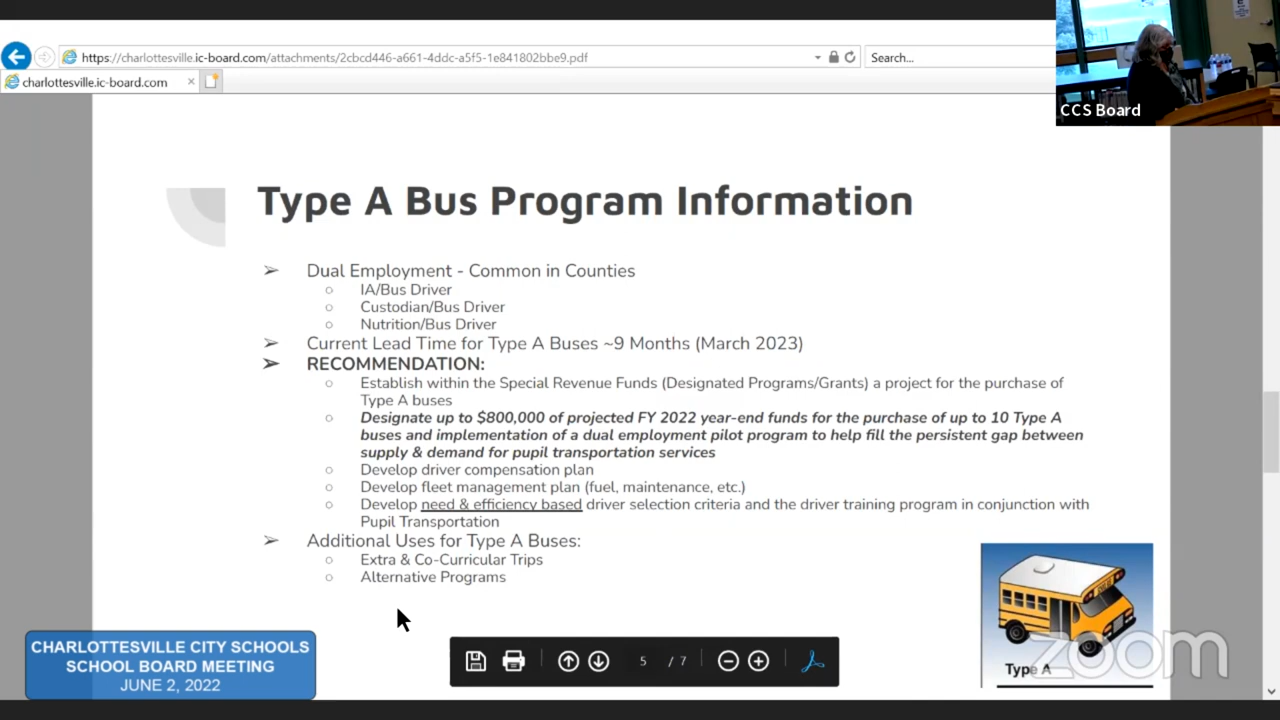 https://charlottesville.ic-board.com/attachments/2cbcd446-a661-4ddc-a5f5-1e841802bbe9.pdf
Search...
charlottesville.ic-board.com
CCS Board
Type A Bus Program Information
➢ Dual Employment - Common in Counties
○ IA/Bus Driver
○ Custodian/Bus Driver
○ Nutrition/Bus Driver
➢ Current Lead Time for Type A Buses ~9 Months (March 2023)
➢ RECOMMENDATION:
○ Establish within the Special Revenue Funds (Designated Programs/Grants) a project for the purchase of
Type A buses
○ Designate up to $800,000 of projected FY 2022 year-end funds for the purchase of up to 10 Type A
buses and implementation of a dual employment pilot program to help fill the persistent gap between
supply & demand for pupil transportation services
○ Develop driver compensation plan
○ Develop fleet management plan (fuel, maintenance, etc.)
○ Develop need & efficiency based driver selection criteria and the driver training program in conjunction with
Pupil Transportation
➢ Additional Uses for Type A Buses:
○ Extra & Co-Curricular Trips
○ Alternative Programs
Type A
zoom
CHARLOTTESVILLE CITY SCHOOLS
SCHOOL BOARD MEETING
JUNE 2, 2022
5 / 7